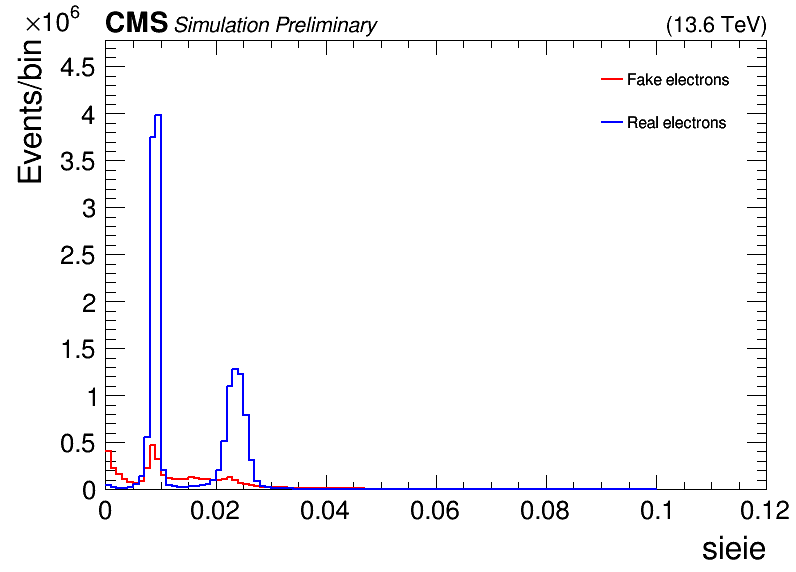 ×10⁶ CMS Simulation Preliminary (13.6 TeV)
Events/bin
4.5
4
3.5
3
2.5
2
1.5
1
0.5
0
Fake electrons
Real electrons
0 0.02 0.04 0.06 0.08 0.1 0.12
sieie